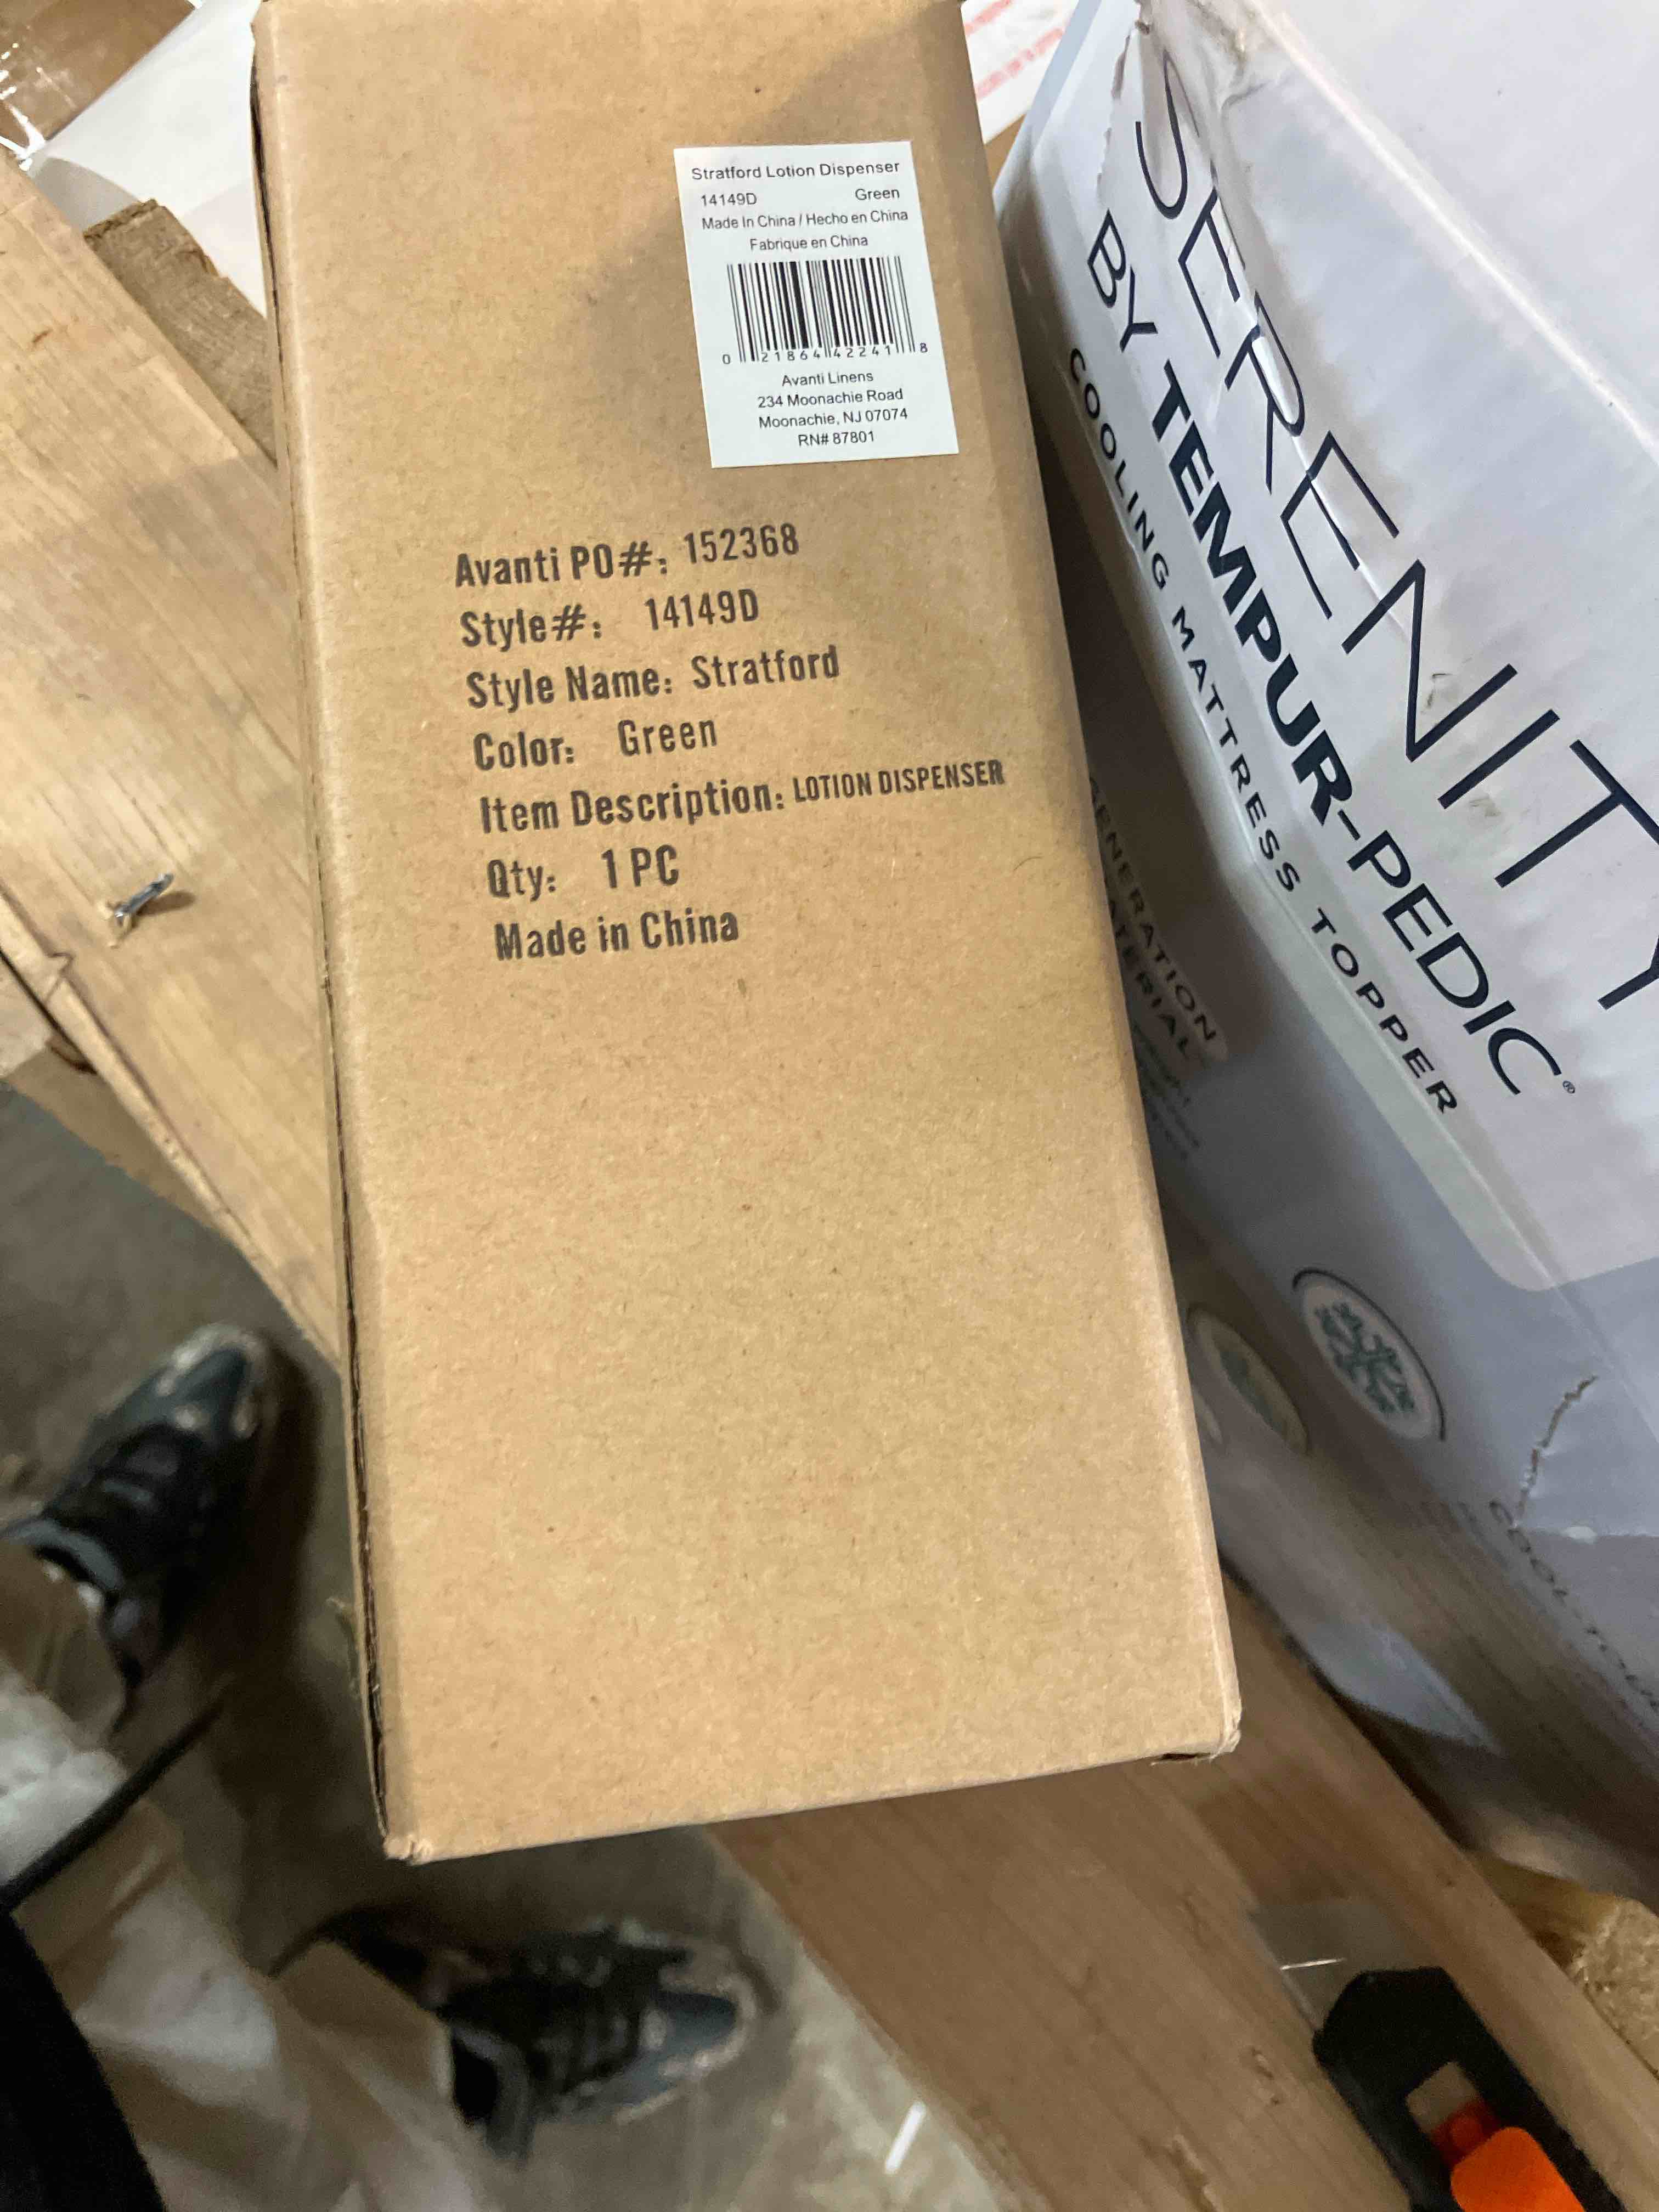 Stratford Lotion Dispenser
14149D Green
Made In China / Hecho en China
Fabrique en China
0 21864 42241 8
Avanti Linens
234 Moonachie Road
Moonachie, NJ 07074
RN# 87801
Avanti PO#: 152368
Style#: 14149D
Style Name: Stratford
Color: Green
Item Description: LOTION DISPENSER
Qty: 1 PC
Made in China
SERENITY
BY TEMPUR-PEDIC®
COOLING MATTRESS TOPPER
GENERATION
MATERIAL